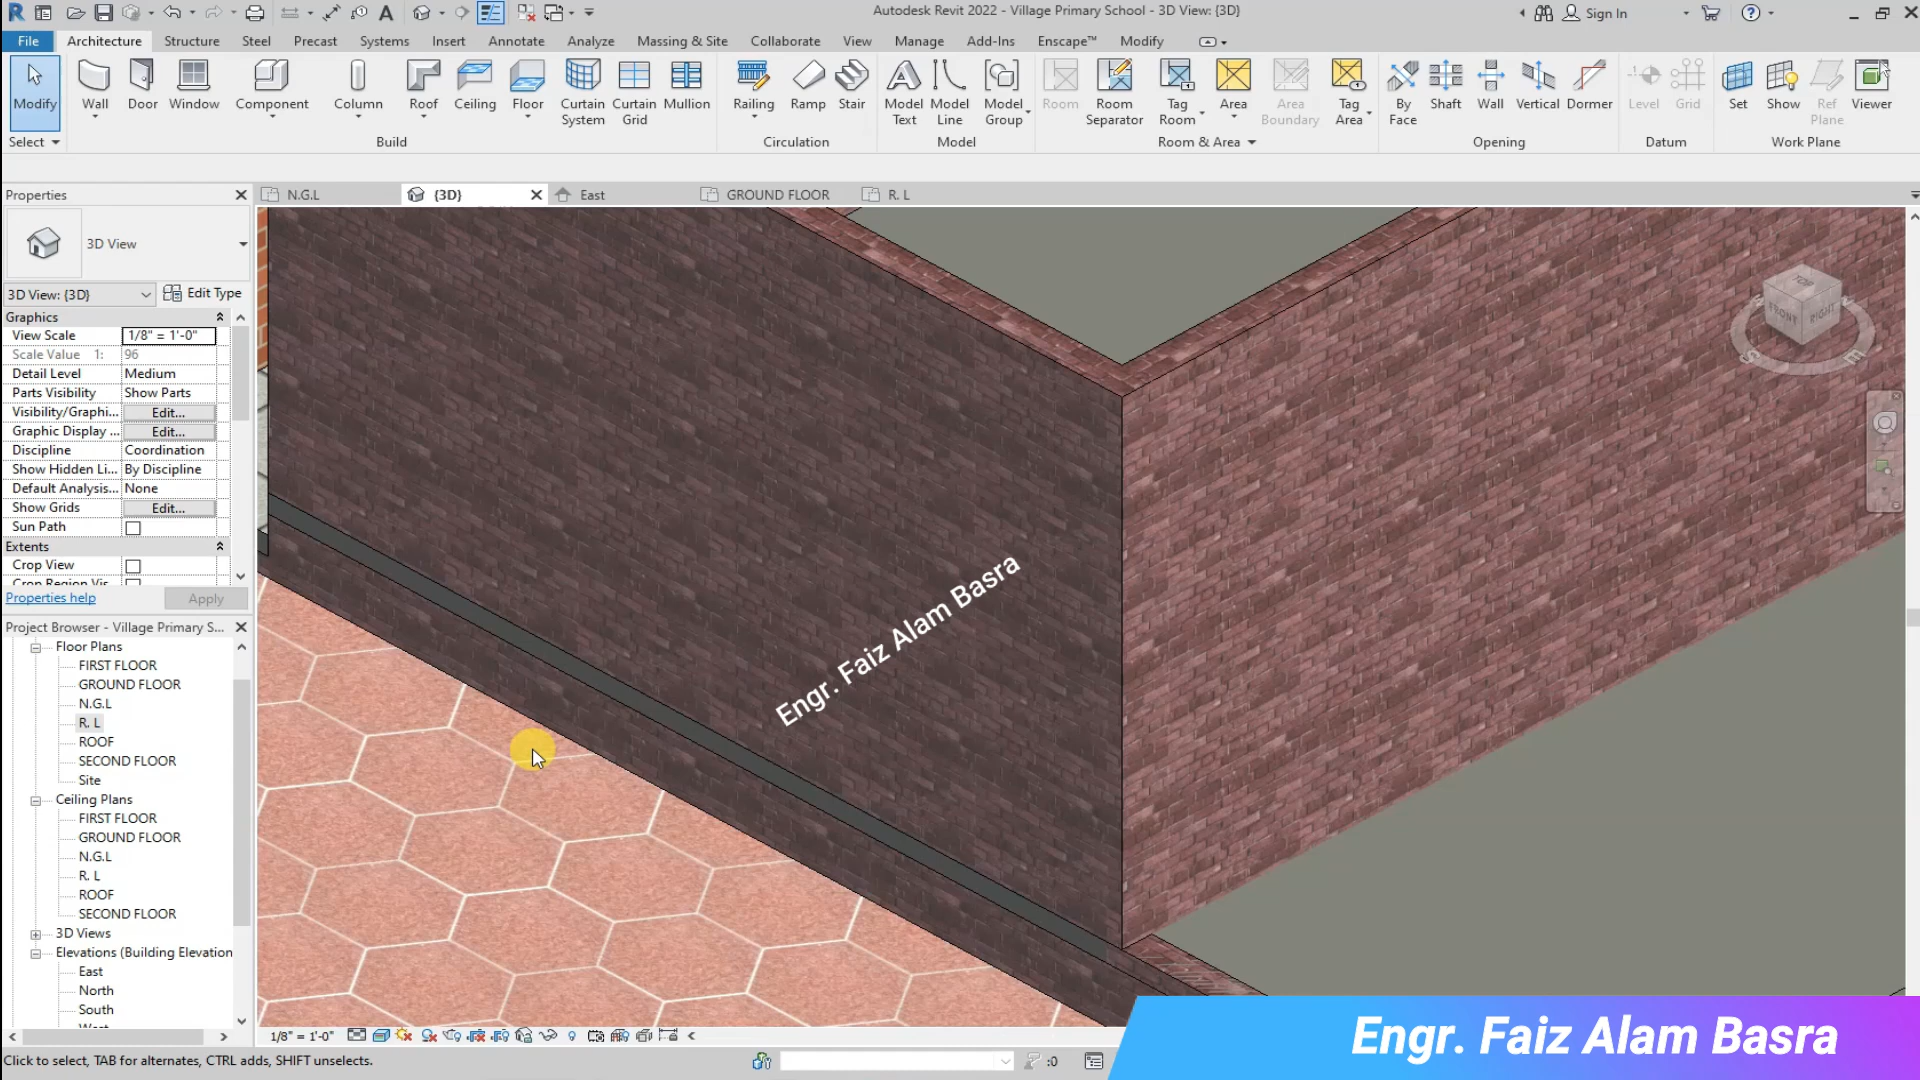 Autodesk Revit 2022 - Village Primary School - 3D View: {3D}
Sign In
File Architecture Structure Steel Precast Systems Insert Annotate Analyze Massing & Site Collaborate View Manage Add-Ins Enscape™ Modify
Modify Wall Door Window Component Column Roof Ceiling Floor Curtain System Curtain Grid Mullion Railing Ramp Stair Model Text Model Line Model Group Room Room Separator Tag Room Area Area Boundary Tag Area By Face Shaft Wall Vertical Dormer Level Grid Set Show Ref Plane Viewer
Select Build Circulation Model Room & Area Opening Datum Work Plane
Properties
N.G.L {3D} East GROUND FLOOR R. L
3D View
3D View: {3D} Edit Type
Graphics
View Scale 1/8" = 1'-0"
Scale Value 1: 96
Detail Level Medium
Parts Visibility Show Parts
Visibility/Graphi... Edit...
Graphic Display ... Edit...
Discipline Coordination
Show Hidden Li... By Discipline
Default Analysis... None
Show Grids Edit...
Sun Path
Extents
Crop View
Properties help Apply
Project Browser - Village Primary S...
Floor Plans
FIRST FLOOR
GROUND FLOOR
N.G.L
R. L
ROOF
SECOND FLOOR
Site
Ceiling Plans
FIRST FLOOR
GROUND FLOOR
N.G.L
R. L
ROOF
SECOND FLOOR
3D Views
Elevations (Building Elevation
East
North
South
TOP
FRONT RIGHT
S E
Engr. Faiz Alam Basra
1/8" = 1'-0"
Click to select, TAB for alternates, CTRL adds, SHIFT unselects.
:0
Engr. Faiz Alam Basra